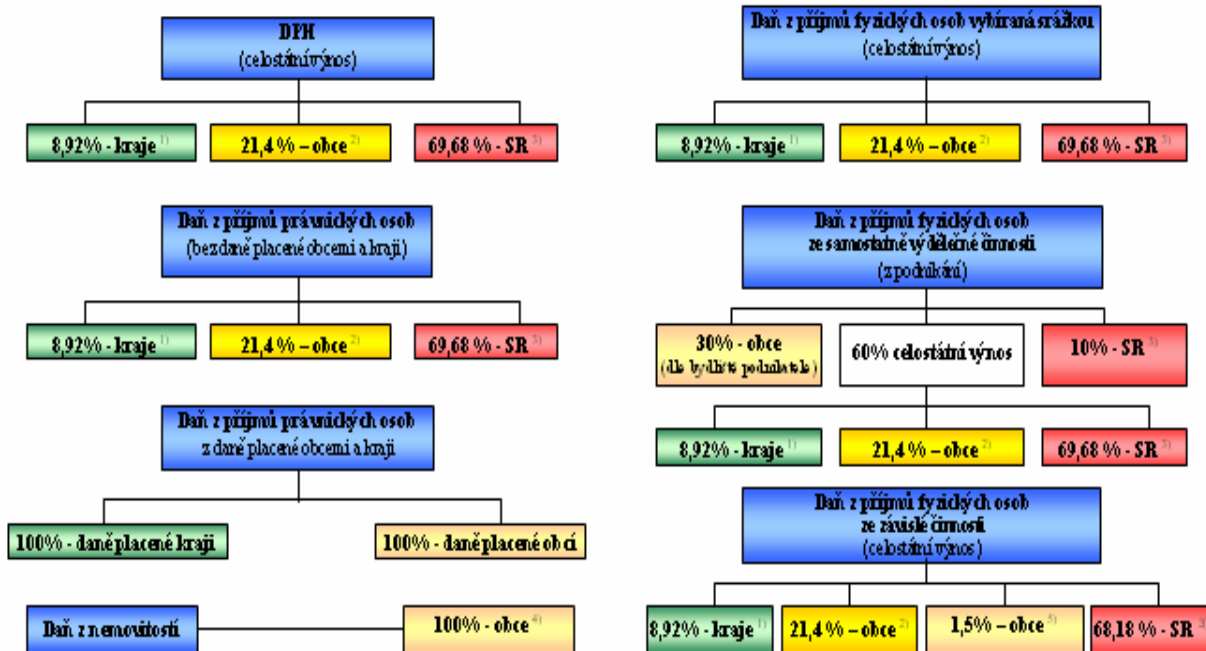 DPH
(celostátní výnos)
8,92% - kraje 1)
21,4 % – obce 2)
69,68 % - SR 3)
Daň z příjmů právnických osob
(bez daně placené obcemi a kraji)
8,92% - kraje 1)
21,4 % – obce 2)
69,68 % - SR 3)
Daň z příjmů právnických osob
z daně placené obcemi a kraji
100% - daně placené kraji
100% - daně placené obcí
Daň z nemovitostí
100% - obce 4)
Daň z příjmů fyzických osob vybíraná srážkou
(celostátní výnos)
8,92% - kraje 1)
21,4 % – obce 2)
69,68 % - SR 3)
Daň z příjmů fyzických osob
ze samostatně výdělečné činnosti
(z podnikání)
30% - obce
(dle bydliště podnikatele)
60% celostátní výnos
10% - SR 3)
8,92% - kraje 1)
21,4 % – obce 2)
69,68 % - SR 3)
Daň z příjmů fyzických osob
ze závislé činnosti
(celostátní výnos)
8,92% - kraje 1)
21,4 % – obce 2)
1,5% – obce 5)
68,18 % - SR 3)